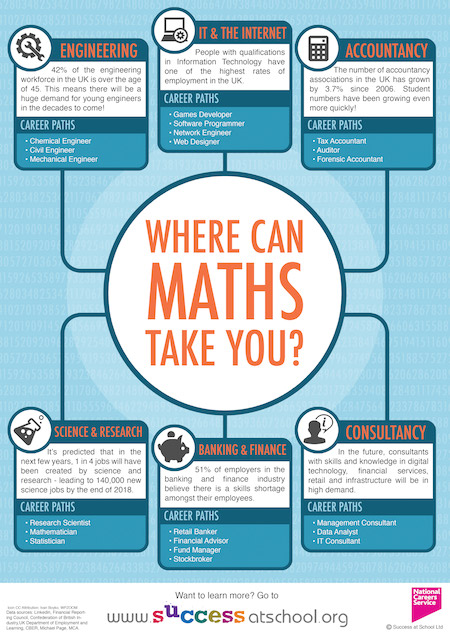 ENGINEERING
42% of the engineering
workforce in the UK is over the age
of 45. This means there will be a
huge demand for young engineers
in the decades to come!
CAREER PATHS
• Chemical Engineer
• Civil Engineer
• Mechanical Engineer
IT & THE INTERNET
People with qualifications
in Information Technology have
one of the highest rates of
employment in the UK.
CAREER PATHS
• Games Developer
• Software Programmer
• Network Engineer
• Web Designer
ACCOUNTANCY
The number of accountancy
associations in the UK has grown
by 3.7% since 2006. Student
numbers have been growing even
more quickly!
CAREER PATHS
• Tax Accountant
• Auditor
• Forensic Accountant
WHERE CAN
MATHS
TAKE YOU?
SCIENCE & RESEARCH
It's predicted that in the
next few years, 1 in 4 jobs will have
been created by science and
research - leading to 140,000 new
science jobs by the end of 2018.
CAREER PATHS
• Research Scientist
• Mathematician
• Statistician
BANKING & FINANCE
51% of employers in the
banking and finance industry
believe there is a skills shortage
amongst their employees.
CAREER PATHS
• Retail Banker
• Financial Advisor
• Fund Manager
• Stockbroker
CONSULTANCY
In the future, consultants
with skills and knowledge in digital
technology, financial services,
retail and infrastructure will be in
high demand.
CAREER PATHS
• Management Consultant
• Data Analyst
• IT Consultant
Data sources: LinkedIn, Financial Report-
ing Council, Confederation of British In-
dustry, UK Department of Employment and
Learning, CBER, Michael Page, MCA.
Want to learn more? Go to
www.successatschool.org
National
Careers
Service
© Success at School Ltd